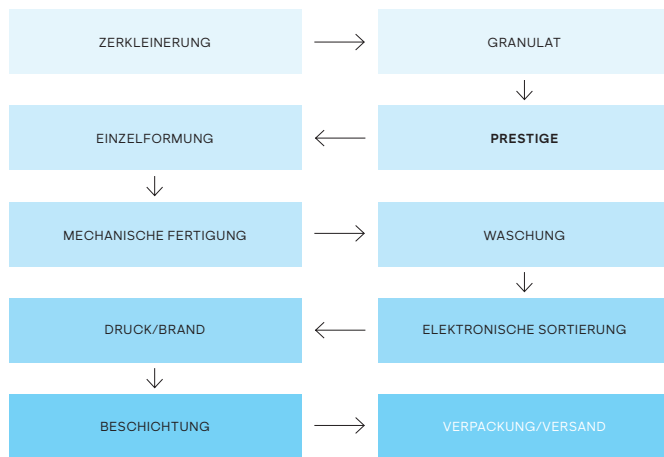 ZERKLEINERUNG
GRANULAT
EINZELFORMUNG
PRESTIGE
MECHANISCHE FERTIGUNG
WASCHUNG
DRUCK/BRAND
ELEKTRONISCHE SORTIERUNG
BESCHICHTUNG
VERPACKUNG/VERSAND